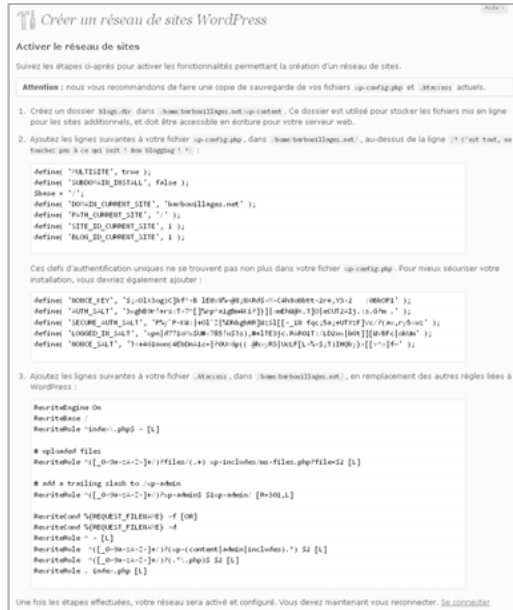 Aide
Créer un réseau de sites WordPress
Activer le réseau de sites
Suivez les étapes ci-après pour activer les fonctionnalités permettant la création d'un réseau de sites.
Attention : nous vous recommandons de faire une copie de sauvegarde de vos fichiers wp-config.php et .htaccess actuels.
1. Créez un dossier blogs.dir dans /home/barbouillages.net/wp-content. Ce dossier est utilisé pour stocker les fichiers mis en ligne
pour les sites additionnels, et doit être accessible en écriture pour votre serveur web.
2. Ajoutez les lignes suivantes à votre fichier wp-config.php, dans /home/barbouillages.net/, au-dessus de la ligne /* C'est tout, ne
touchez pas à ce qui suit ! Bon blogging ! */ :
define( 'MULTISITE', true );
define( 'SUBDOMAIN_INSTALL', false );
$base = '/';
define( 'DOMAIN_CURRENT_SITE', 'barbouillages.net' );
define( 'PATH_CURRENT_SITE', '/' );
define( 'SITE_ID_CURRENT_SITE', 1 );
define( 'BLOG_ID_CURRENT_SITE', 1 );
Ces clefs d'authentification uniques ne se trouvent pas non plus dans votre fichier wp-config.php. Pour mieux sécuriser votre
installation, vous devriez également ajouter :
define( 'NONCE_KEY',
define( 'AUTH_SALT',
define( 'SECURE_AUTH_SALT',
define( 'LOGGED_IN_SALT',
define( 'NONCE_SALT',
3. Ajoutez les lignes suivantes à votre fichier .htaccess, dans /home/barbouillages.net/, en remplacement des autres règles liées à
WordPress :
RewriteEngine On
RewriteBase /
RewriteRule ^index\.php$ - [L]
# uploaded files
RewriteRule ^([_0-9a-zA-Z-]+/)?files/(.+) wp-includes/ms-files.php?file=$2 [L]
# add a trailing slash to /wp-admin
RewriteRule ^([_0-9a-zA-Z-]+/)?wp-admin$ $1wp-admin/ [R=301,L]
RewriteCond %{REQUEST_FILENAME} -f [OR]
RewriteCond %{REQUEST_FILENAME} -d
RewriteRule ^ - [L]
RewriteRule ^([_0-9a-zA-Z-]+/)?(wp-(content|admin|includes).*) $2 [L]
RewriteRule ^([_0-9a-zA-Z-]+/)?(.*\.php)$ $2 [L]
RewriteRule . index.php [L]
Une fois les étapes effectuées, votre réseau sera activé et configuré. Vous devez maintenant vous reconnecter. Se connecter